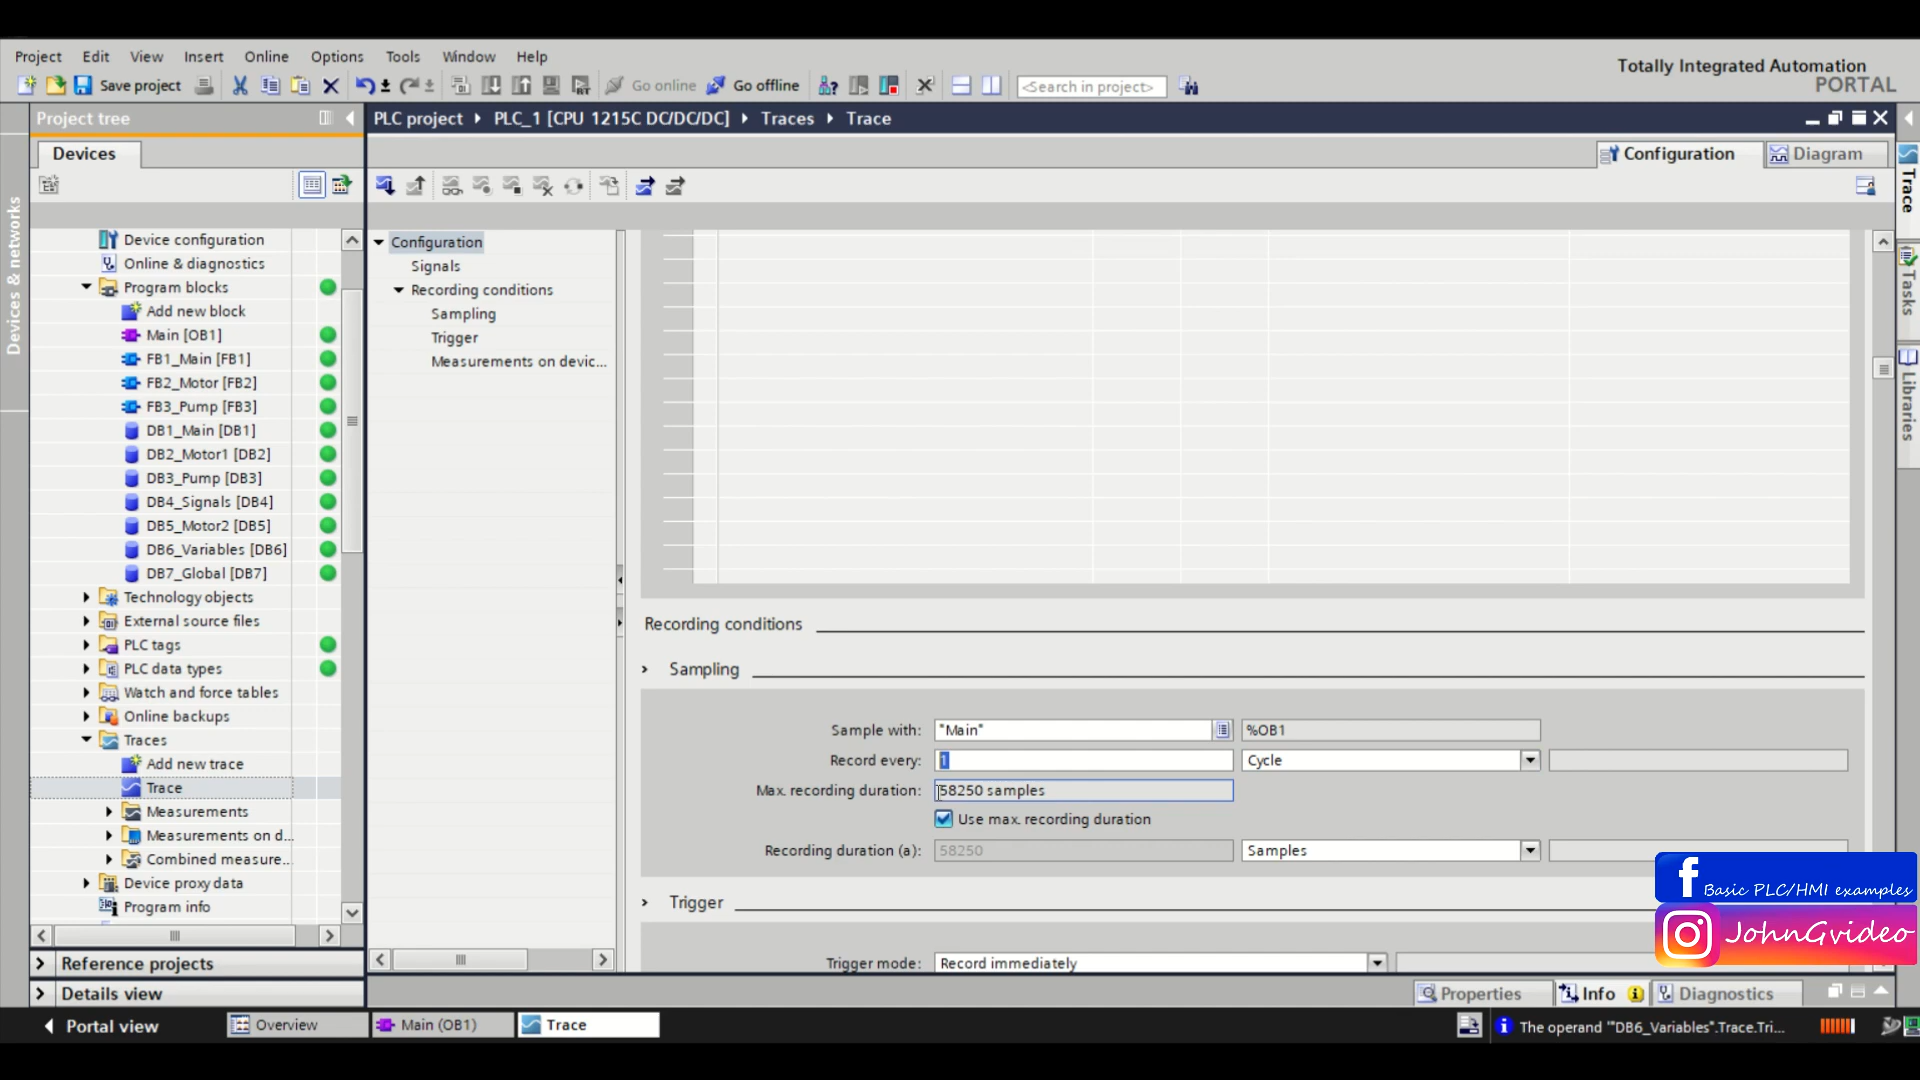 Project Edit View Insert Online Options Tools Window Help
Totally Integrated Automation
PORTAL
Save project Go online Go offline <Search in project>
Project tree
PLC project PLC_1 [CPU 1215C DC/DC/DC] Traces Trace
Devices
Configuration Diagram
Devices & networks
Device configuration
Online & diagnostics
Program blocks
Add new block
Main [OB1]
FB1_Main [FB1]
FB2_Motor [FB2]
FB3_Pump [FB3]
DB1_Main [DB1]
DB2_Motor1 [DB2]
DB3_Pump [DB3]
DB4_Signals [DB4]
DB5_Motor2 [DB5]
DB6_Variables [DB6]
DB7_Global [DB7]
Technology objects
External source files
PLC tags
PLC data types
Watch and force tables
Online backups
Traces
Add new trace
Trace
Measurements
Measurements on d...
Combined measure...
Device proxy data
Program info
Reference projects
Details view
Configuration
Signals
Recording conditions
Sampling
Trigger
Measurements on devic...
Recording conditions
Sampling
Sample with: "Main" %OB1
Record every: 1 Cycle
Max. recording duration: 58250 samples
Use max. recording duration
Recording duration (a): 58250 Samples
Trigger
Trigger mode: Record immediately
Trace
Tasks
Libraries
Basic PLC/HMI examples
JohnGvideo
Properties Info Diagnostics
Portal view Overview Main (OB1) Trace
The operand '"DB6_Variables".Trace.Tri...